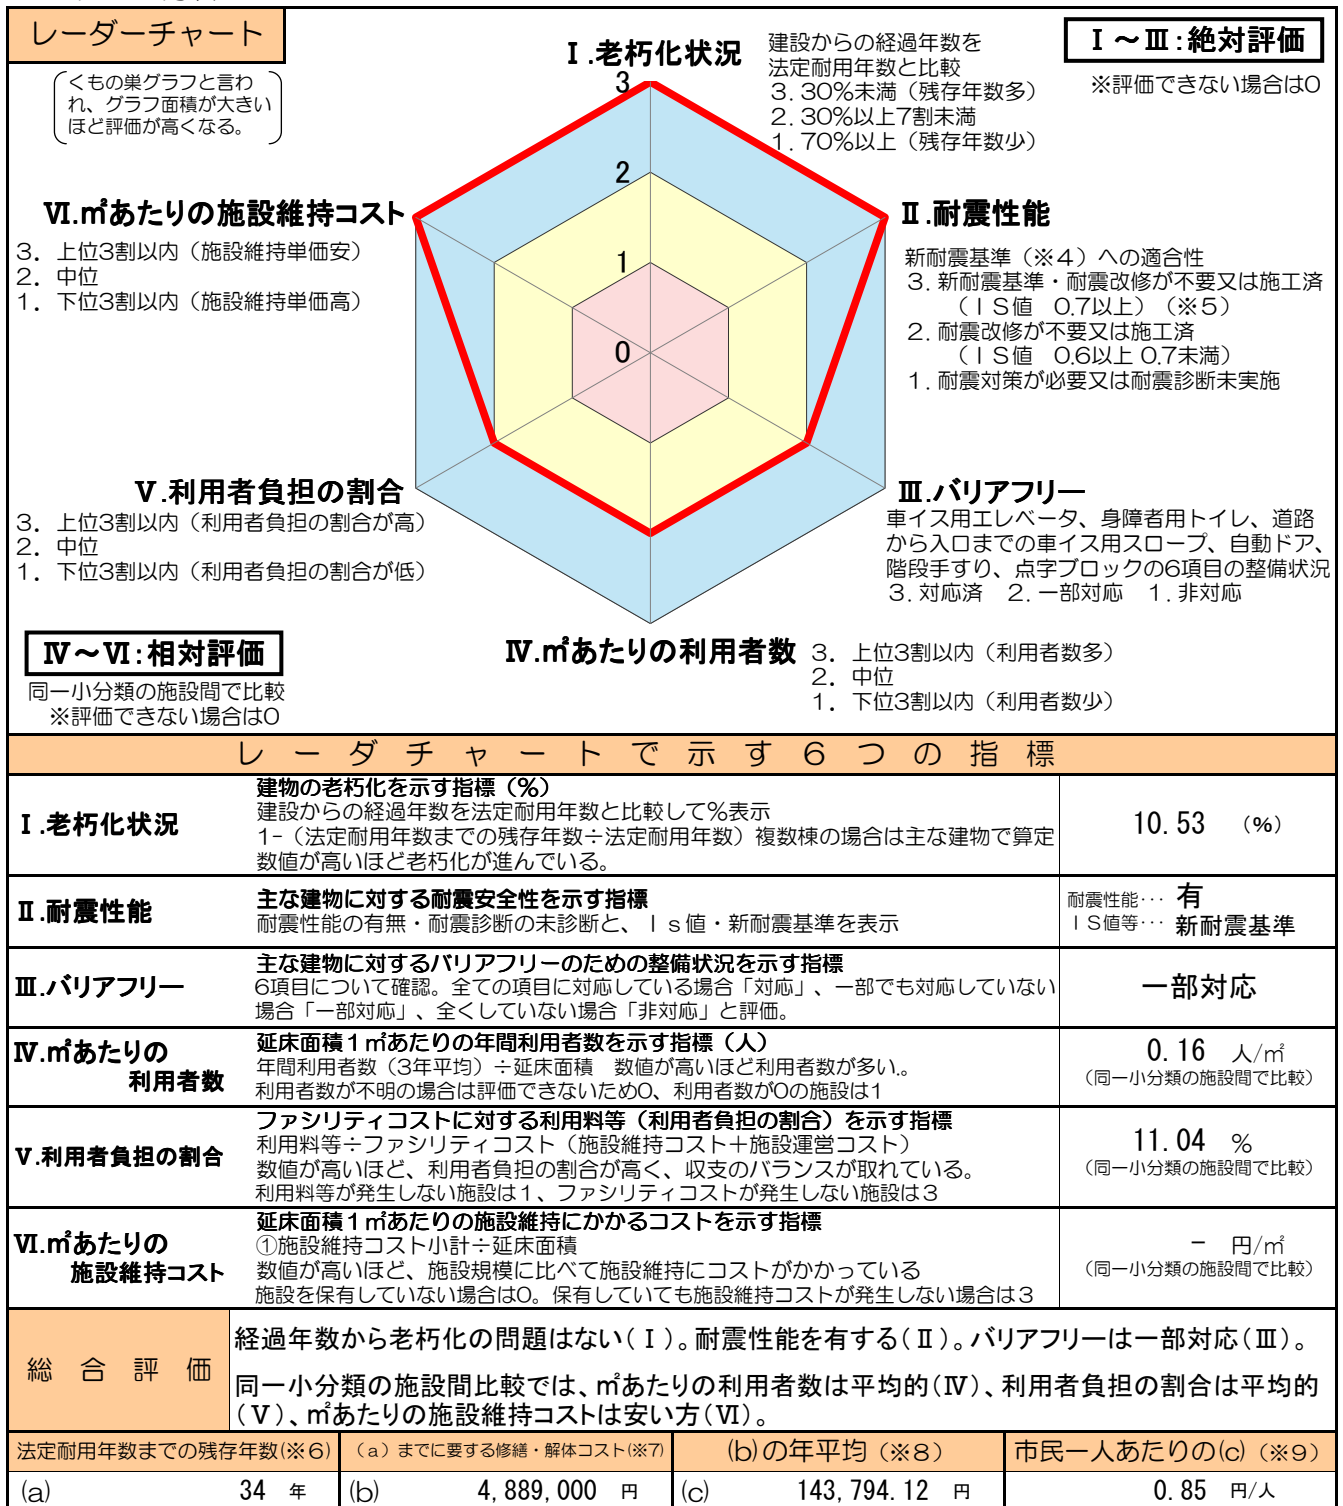 レーダーチャート
くもの巣グラフと言わ
れ、グラフ面積が大きい
ほど評価が高くなる。
Ⅰ.老朽化状況
建設からの経過年数を
法定耐用年数と比較
3.30%未満（残存年数多）
2.30%以上7割未満
1.70%以上（残存年数少）
Ⅰ～Ⅲ:絶対評価
※評価できない場合は0
3
2
1
0
Ⅵ.㎡あたりの施設維持コスト
3．上位3割以内（施設維持単価安）
2．中位
1．下位3割以内（施設維持単価高）
Ⅱ.耐震性能
新耐震基準（※4）への適合性
3.新耐震基準・耐震改修が不要又は施工済
（ＩＳ値　0.7以上）（※5）
2.耐震改修が不要又は施工済
（ＩＳ値　0.6以上 0.7未満）
1.耐震対策が必要又は耐震診断未実施
Ⅴ.利用者負担の割合
3．上位3割以内（利用者負担の割合が高）
2．中位
1．下位3割以内（利用者負担の割合が低）
Ⅲ.バリアフリー
車イス用エレベータ、身障者用トイレ、道路
から入口までの車イス用スロープ、自動ドア、
階段手すり、点字ブロックの6項目の整備状況
3.対応済　2.一部対応　1.非対応
Ⅳ～Ⅵ:相対評価
同一小分類の施設間で比較
※評価できない場合は0
Ⅳ.㎡あたりの利用者数
3．上位3割以内（利用者数多）
2．中位
1．下位3割以内（利用者数少）
レーダチャートで示す６つの指標
Ⅰ.老朽化状況
建物の老朽化を示す指標（%）
建設からの経過年数を法定耐用年数と比較して%表示
1-（法定耐用年数までの残存年数÷法定耐用年数）複数棟の場合は主な建物で算定
数値が高いほど老朽化が進んでいる。
10.53　（%）
Ⅱ.耐震性能
主な建物に対する耐震安全性を示す指標
耐震性能の有無・耐震診断の未診断と、Ｉｓ値・新耐震基準を表示
耐震性能… 有
ＩＳ値等… 新耐震基準
Ⅲ.バリアフリー
主な建物に対するバリアフリーのための整備状況を示す指標
6項目について確認。全ての項目に対応している場合「対応」、一部でも対応していない
場合「一部対応」、全くしていない場合「非対応」と評価。
一部対応
Ⅳ.㎡あたりの
利用者数
延床面積１㎡あたりの年間利用者数を示す指標（人）
年間利用者数（3年平均）÷延床面積　数値が高いほど利用者数が多い。
利用者数が不明の場合は評価できないため0、利用者数が0の施設は1
0.16　人/㎡
（同一小分類の施設間で比較）
Ⅴ.利用者負担の割合
ファシリティコストに対する利用料等（利用者負担の割合）を示す指標
利用料等÷ファシリティコスト（施設維持コスト＋施設運営コスト）
数値が高いほど、利用者負担の割合が高く、収支のバランスが取れている。
利用料等が発生しない施設は１、ファシリティコストが発生しない施設は３
11.04　%
（同一小分類の施設間で比較）
Ⅵ.㎡あたりの
施設維持コスト
延床面積１㎡あたりの施設維持にかかるコストを示す指標
①施設維持コスト小計÷延床面積
数値が高いほど、施設規模に比べて施設維持にコストがかかっている
施設を保有していない場合は0。保有していても施設維持コストが発生しない場合は３
－　円/㎡
（同一小分類の施設間で比較）
総合評価
経過年数から老朽化の問題はない(Ⅰ)。耐震性能を有する(Ⅱ)。バリアフリーは一部対応(Ⅲ)。
同一小分類の施設間比較では、㎡あたりの利用者数は平均的(Ⅳ)、利用者負担の割合は平均的
(Ⅴ)、㎡あたりの施設維持コストは安い方(Ⅵ)。
法定耐用年数までの残存年数(※6)
（a）までに要する修繕・解体コスト(※7)
(b)の年平均（※8）
市民一人あたりの(c)（※9）
(a)　34　年
(b)　4,889,000　円
(c)　143,794.12　円
0.85　円/人